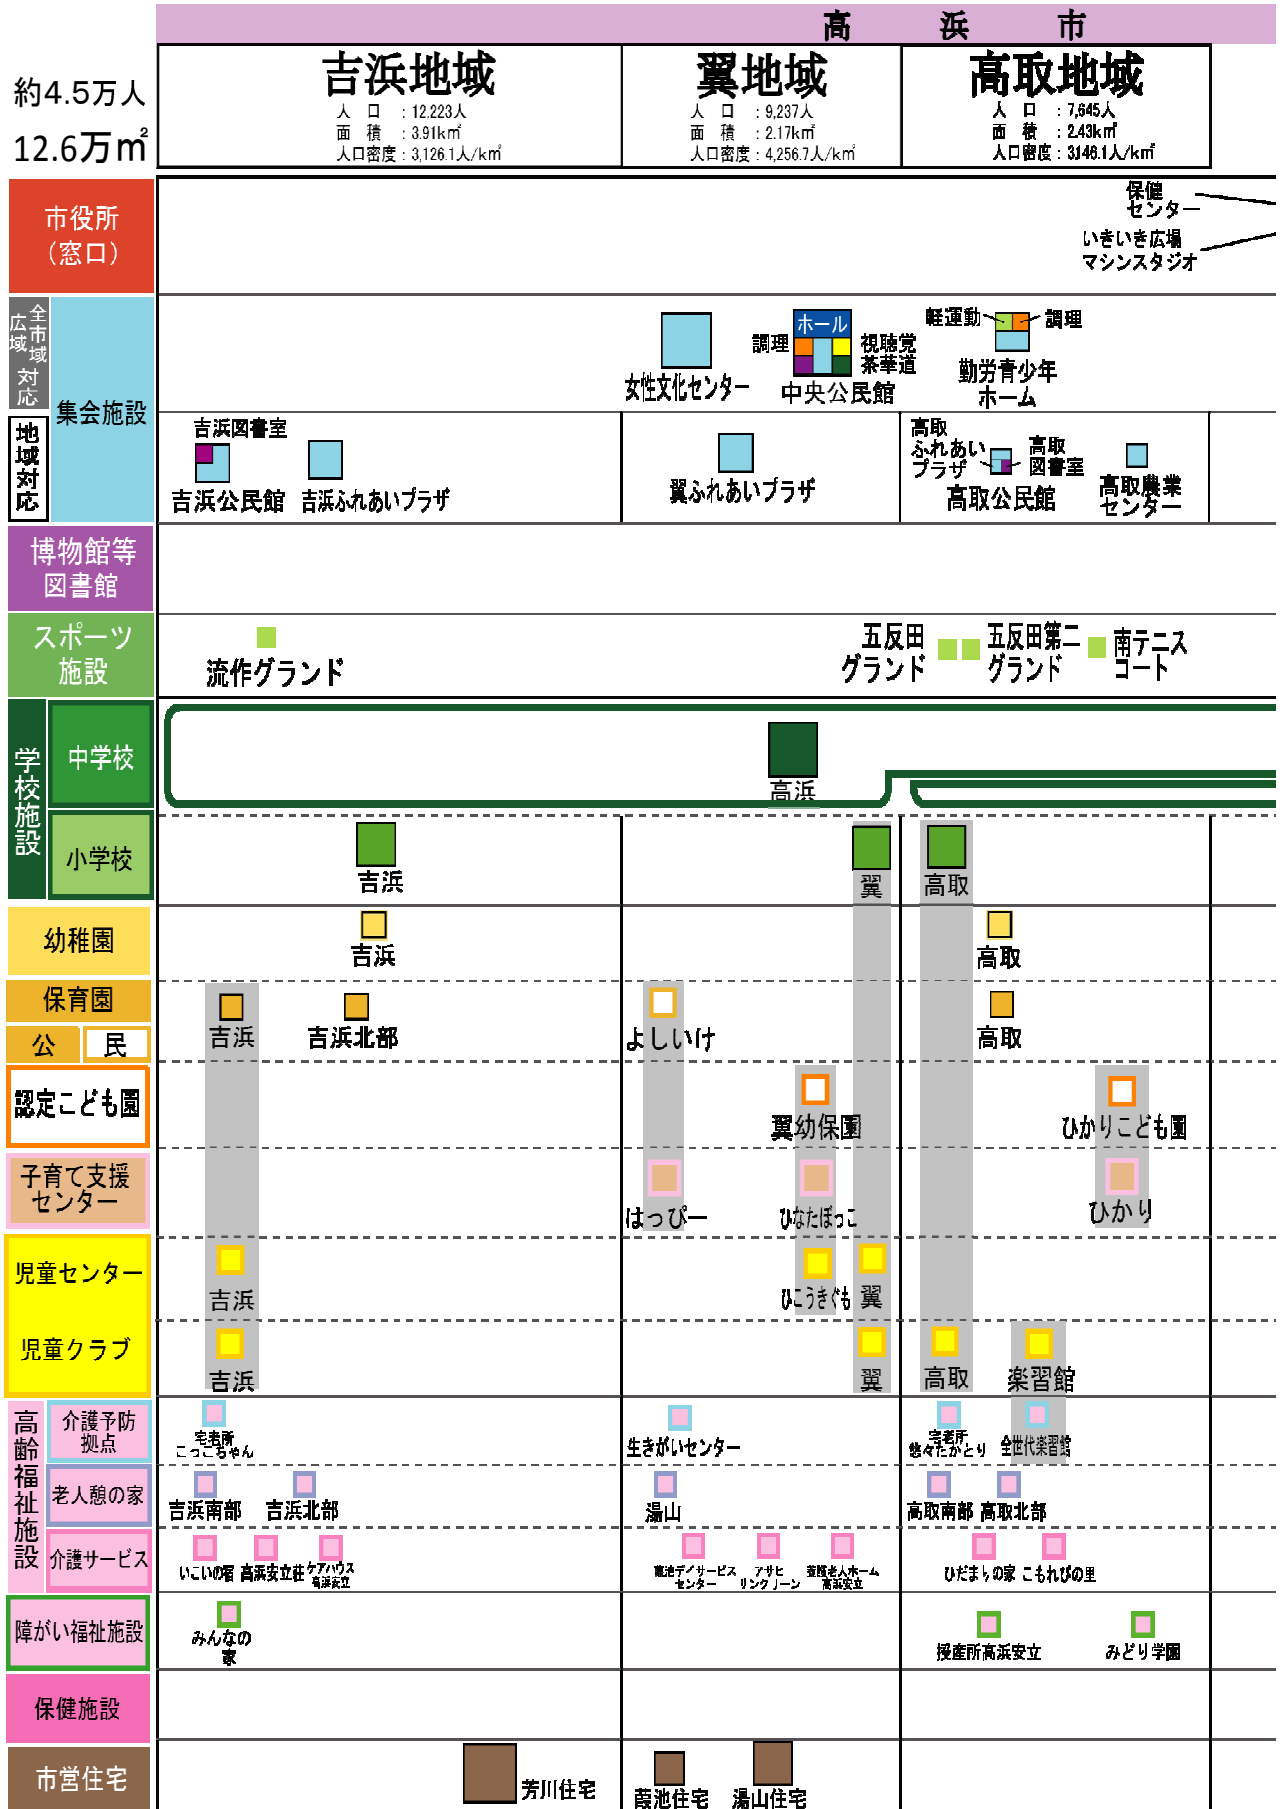 高浜市
約4.5万人
12.6万㎡
吉浜地域
人　口　：12,223人
面　積　：3.91k㎡
人口密度：3,126.1人/k㎡
翼地域
人　口　：9,237人
面　積　：2.17k㎡
人口密度：4,256.7人/k㎡
高取地域
人　口　：7,645人
面　積　：2.43k㎡
人口密度：3146.1人/k㎡
市役所
（窓口）
保健
センター
いきいき広場
マシンスタジオ
全市域
広域
対応
集会施設
女性文化センター
ホール
調理
視聴覚
茶華道
中央公民館
軽運動
調理
勤労青少年
ホーム
地域対応
吉浜図書室
吉浜公民館
吉浜ふれあいプラザ
翼ふれあいプラザ
高取
ふれあい
プラザ
高取
図書室
高取公民館
高取農業
センター
博物館等
図書館
スポーツ
施設
流作グランド
五反田
グランド
五反田第二
グランド
南テニス
コート
学校施設
中学校
高浜
小学校
吉浜
翼
高取
幼稚園
吉浜
高取
保育園
公
民
吉浜
吉浜北部
よしいけ
高取
認定こども園
翼幼保園
ひかりこども園
子育て支援
センター
はっぴー
ひなたぼっこ
ひかり
児童センター
吉浜
ひこうきぐも
翼
児童クラブ
吉浜
翼
高取
楽習館
高齢福祉施設
介護予防
拠点
宅老所
こっこちゃん
生きがいセンター
宅老所
悠々たかとり
全世代楽習館
老人憩の家
吉浜南部
吉浜北部
湯山
高取南部
高取北部
介護サービス
いこいの宿
高浜安立荘
ケアハウス
高浜安立
デイサービス
センター
アサヒ
リングリーン
養護老人ホーム
高浜安立
ひだまりの家
こもれびの里
障がい福祉施設
みんなの
家
授産所高浜安立
みどり学園
保健施設
市営住宅
芳川住宅
葭池住宅
湯山住宅